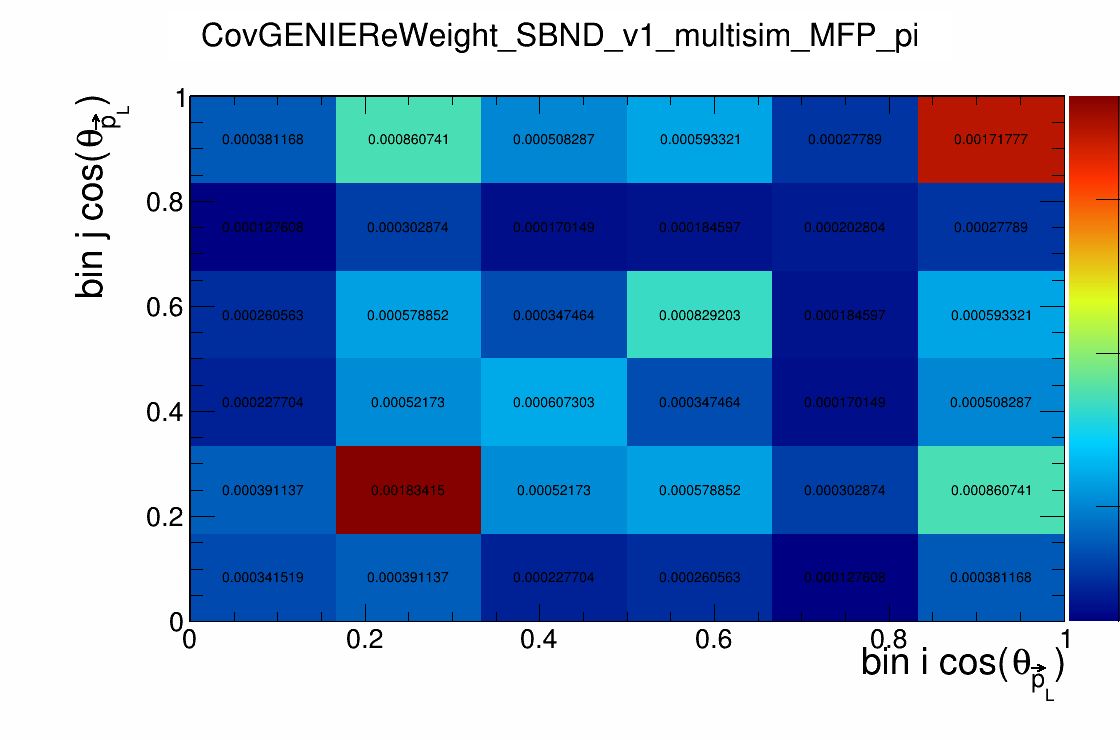 CovGENIEReWeight_SBND_v1_multisim_MFP_pi
bin j cos(θ_p⃗_L)
1
0.000381168 0.000860741 0.000508287 0.000593321 0.00027789 0.00171777
0.8
0.000127608 0.000302874 0.000170149 0.000184597 0.000202804 0.00027789
0.6
0.000260563 0.000578852 0.000347464 0.000829203 0.000184597 0.000593321
0.4
0.000227704 0.00052173 0.000607303 0.000347464 0.000170149 0.000508287
0.2
0.000391137 0.00183415 0.00052173 0.000578852 0.000302874 0.000860741
0.000341519 0.000391137 0.000227704 0.000260563 0.000127608 0.000381168
0
0 0.2 0.4 0.6 0.8 1
bin i cos(θ_p⃗_L)